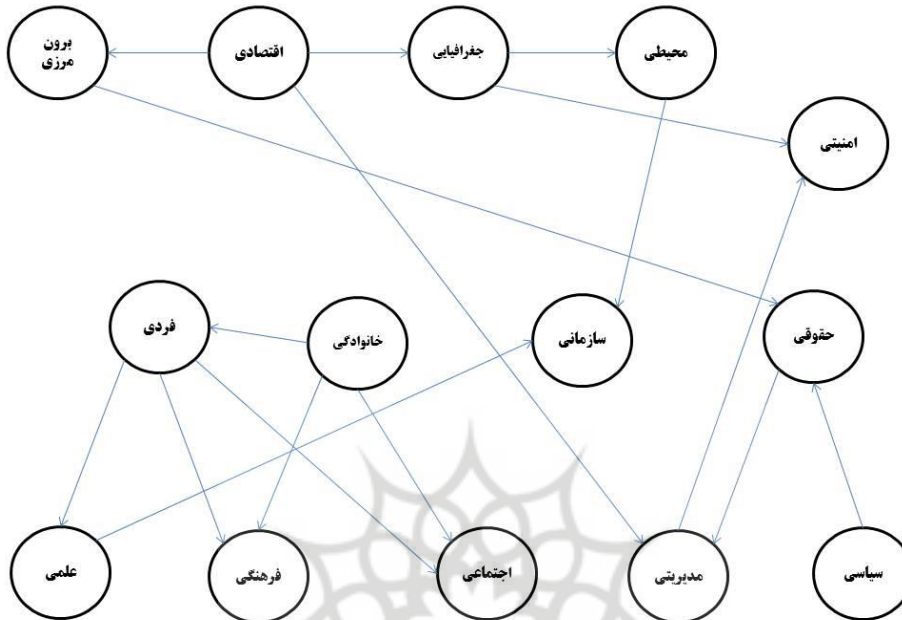 برون
مرزی
اقتصادی
جغرافیایی
محیطی
امنیتی
فردی
خانوادگی
سازمانی
حقوقی
علمی
فرهنگی
اجتماعی
مدیریتی
سیاسی